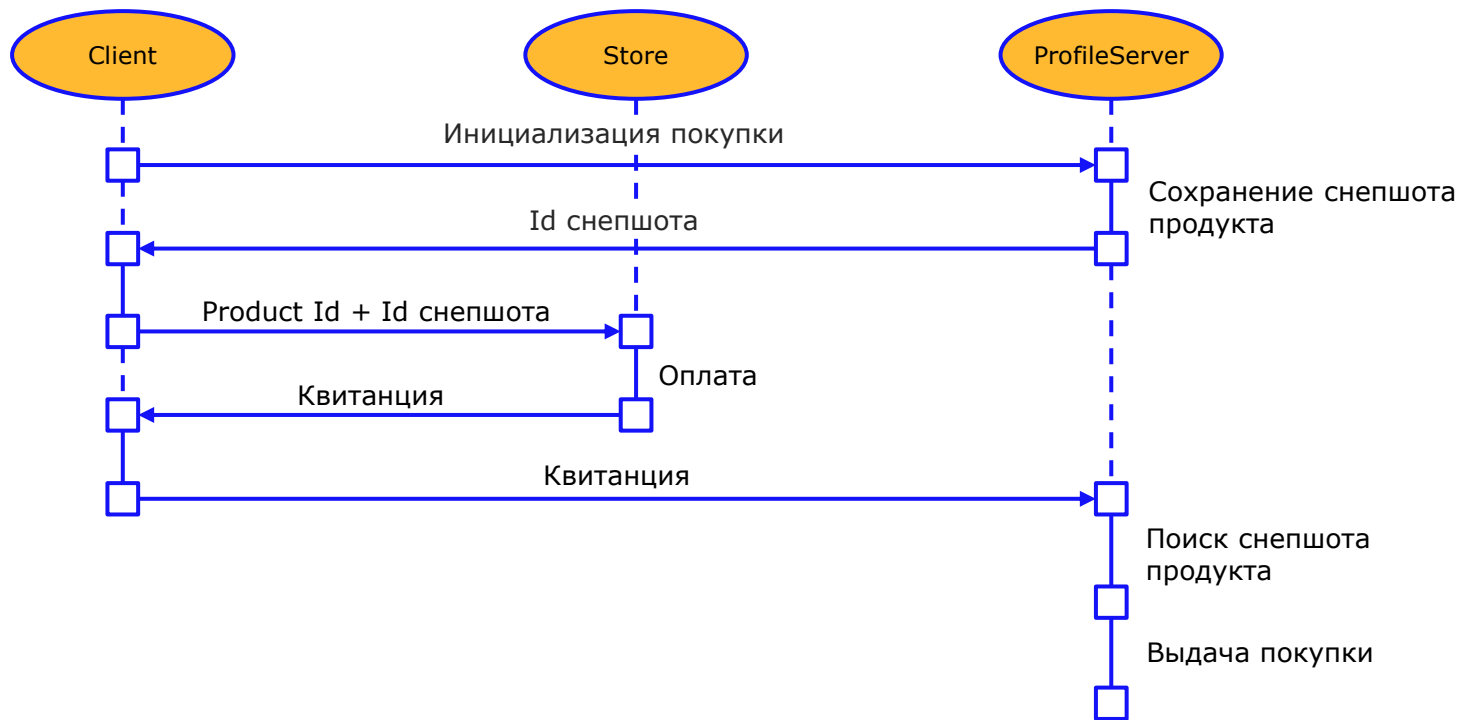 Client
Store
ProfileServer
Инициализация покупки
Сохранение снепшота
продукта
Id снепшота
Product Id + Id снепшота
Оплата
Квитанция
Квитанция
Поиск снепшота
продукта
Выдача покупки